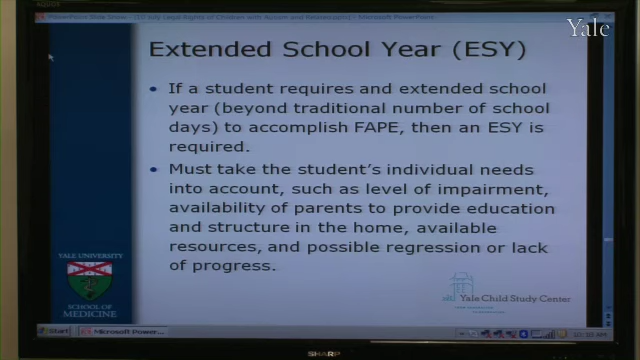 Yale
Extended School Year (ESY)
• If a student requires and extended school
year (beyond traditional number of school
days) to accomplish FAPE, then an ESY is
required.
• Must take the student's individual needs
into account, such as level of impairment,
availability of parents to provide education
and structure in the home, available
resources, and possible regression or lack
of progress.
YALE UNIVERSITY
SCHOOL OF
MEDICINE
Yale Child Study Center
Start
Microsoft Power...
SHARP